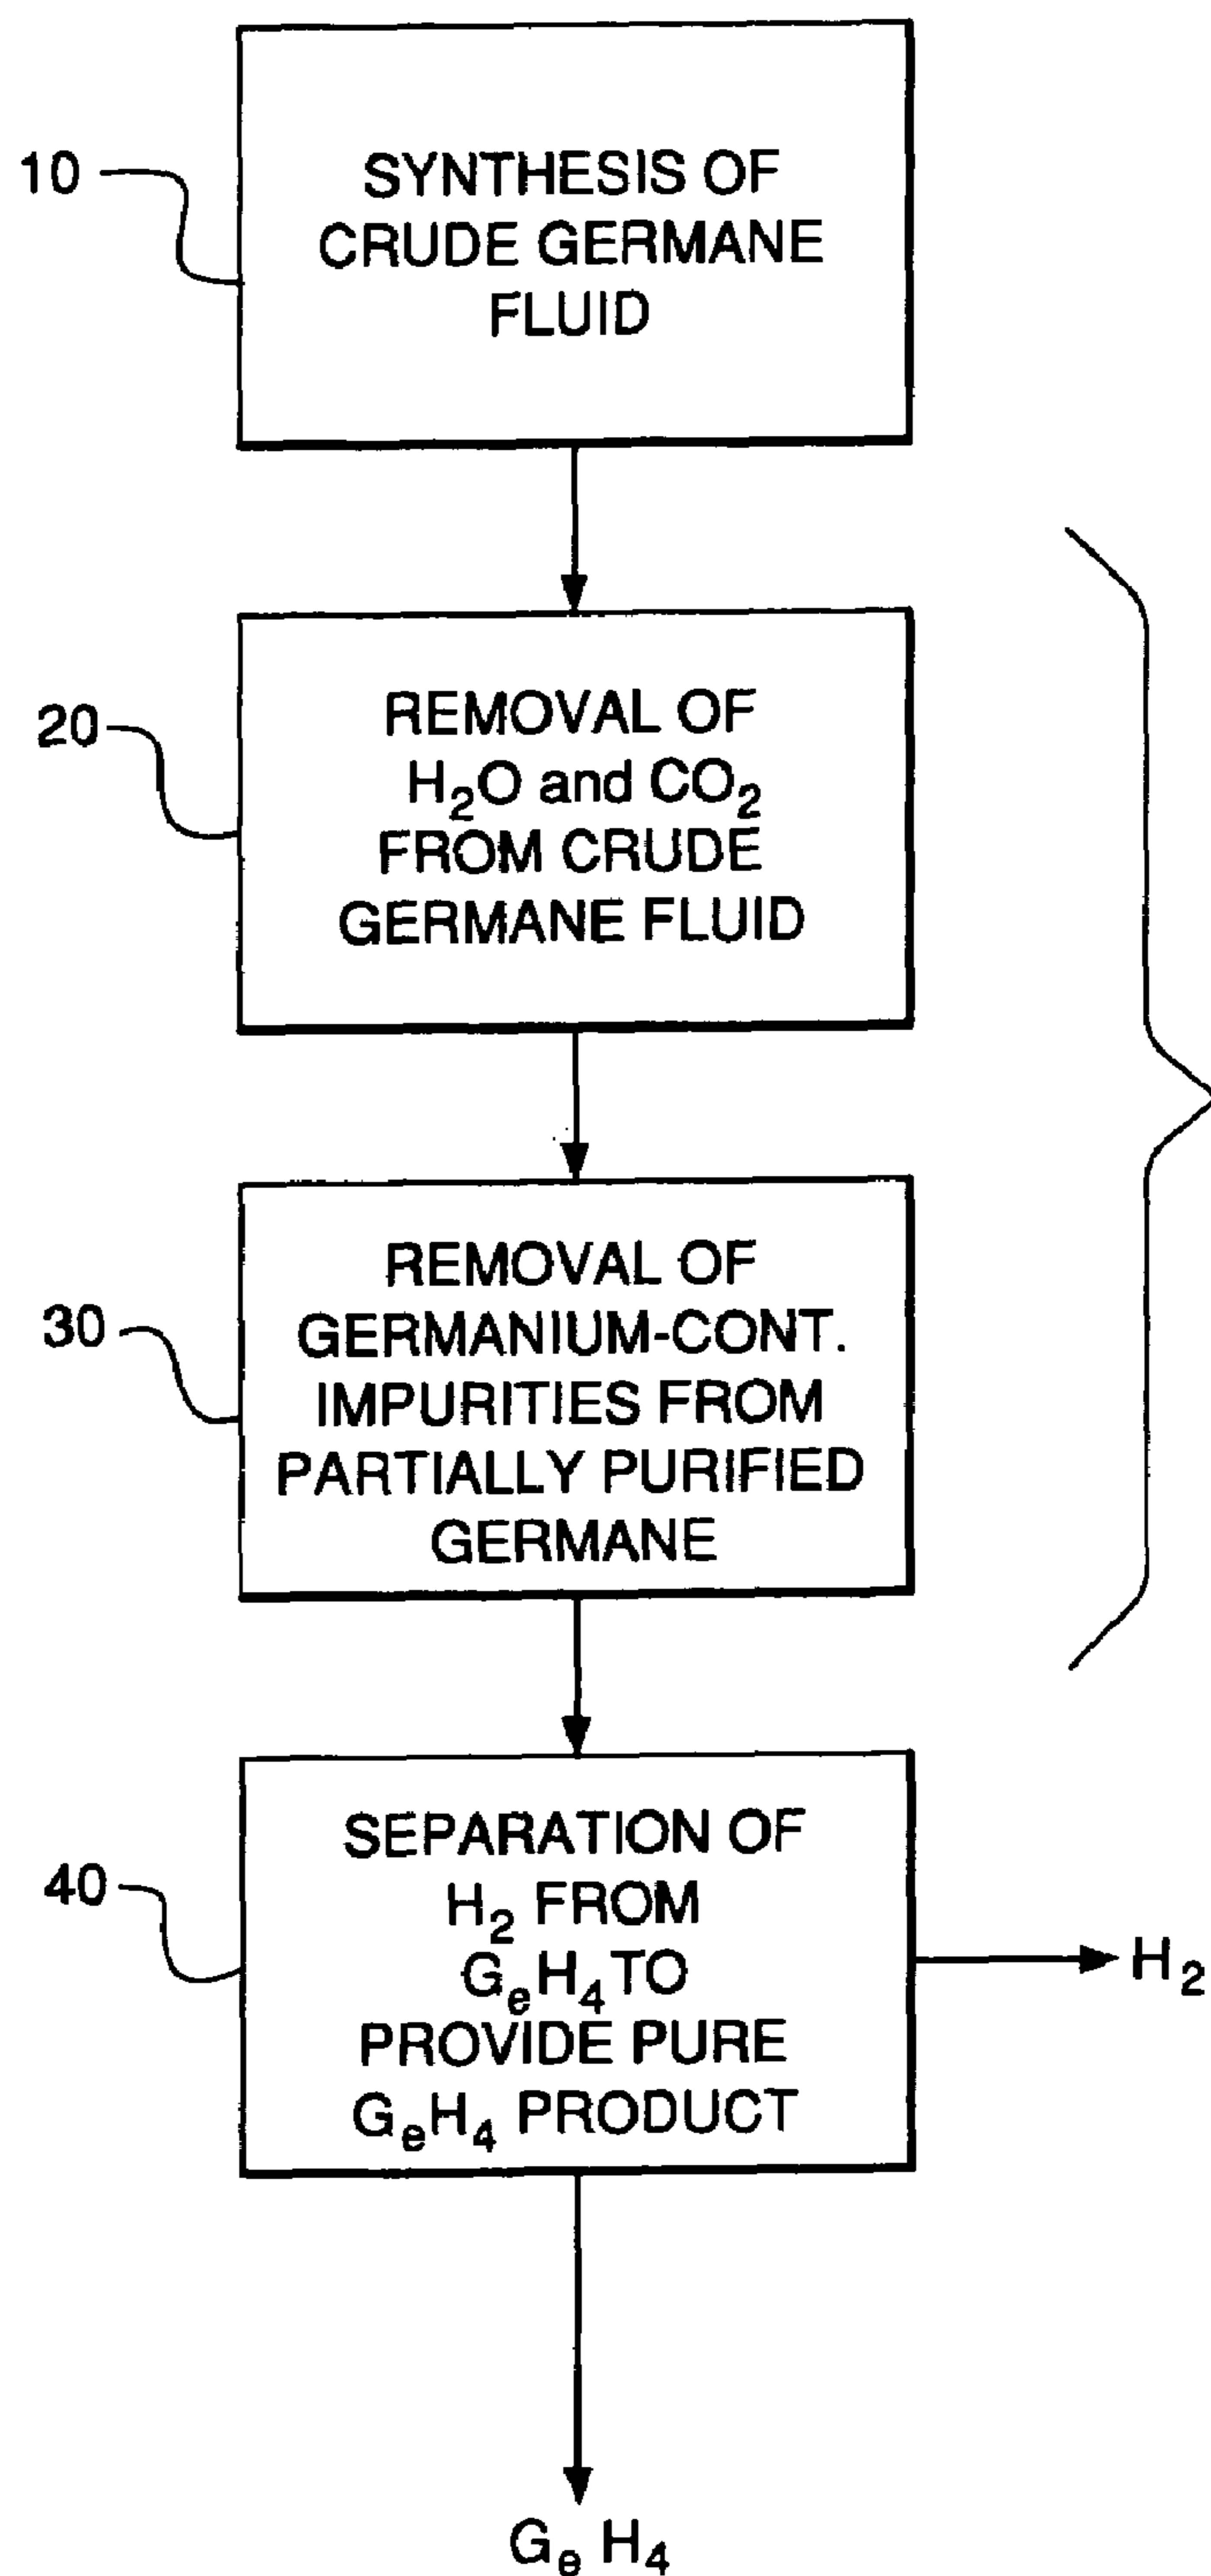 10
SYNTHESIS OF
CRUDE GERMANE
FLUID
20
REMOVAL OF
H₂O and CO₂
FROM CRUDE
GERMANE FLUID
30
REMOVAL OF
GERMANIUM-CONT.
IMPURITIES FROM
PARTIALLY PURIFIED
GERMANE
40
SEPARATION OF
H₂ FROM
GₑH₄ TO
PROVIDE PURE
GₑH₄ PRODUCT
H₂
Gₑ H₄